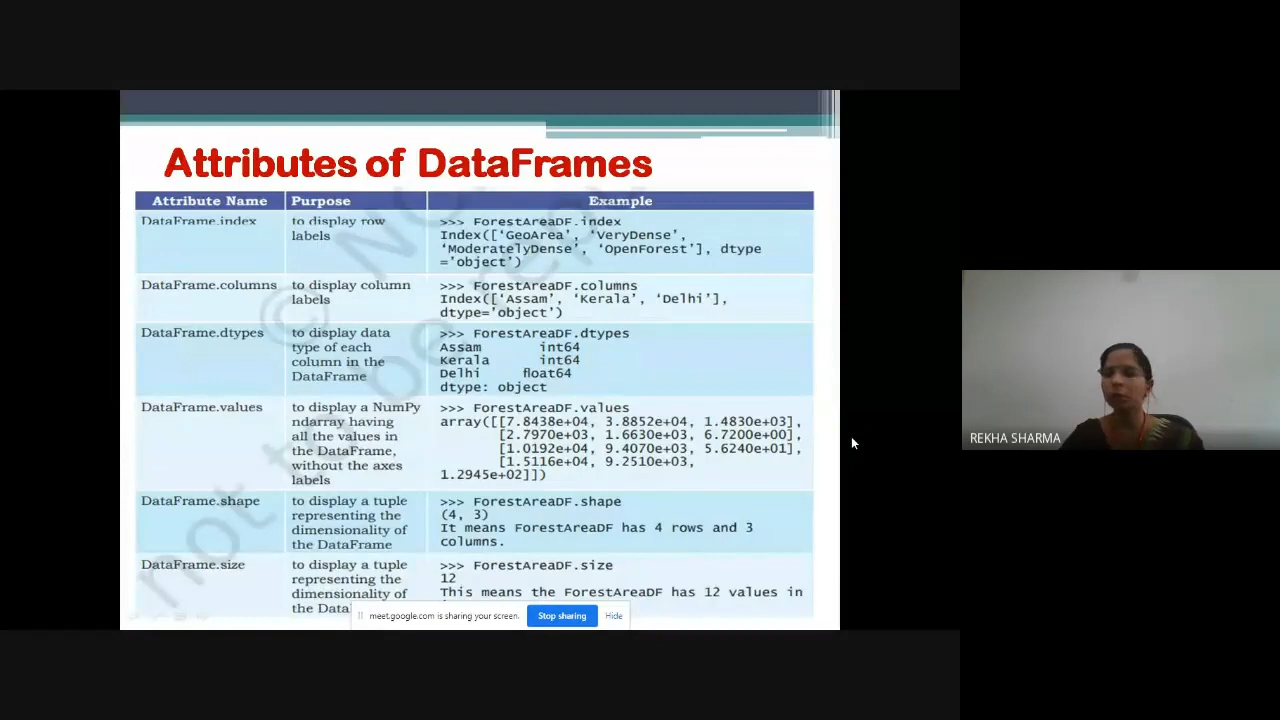 Attributes of DataFrames
Attribute Name Purpose Example
DataFrame.index to display row labels
>>> ForestAreaDF.index
Index([‘GeoArea’, ‘VeryDense’,
‘ModeratelyDense’, ‘OpenForest’], dtype
=’object’)
DataFrame.columns to display column labels
>>> ForestAreaDF.columns
Index([‘Assam’, ‘Kerala’, ‘Delhi’],
dtype=’object’)
DataFrame.dtypes to display data
type of each
column in the
DataFrame
>>> ForestAreaDF.dtypes
Assam int64
Kerala int64
Delhi float64
dtype: object
DataFrame.values to display a NumPy
ndarray having
all the values in
the DataFrame,
without the axes
labels
>>> ForestAreaDF.values
array([[7.8438e+04, 3.8852e+04, 1.4830e+03],
[2.7970e+03, 1.6630e+03, 6.7200e+00],
[1.0192e+04, 9.4070e+03, 5.6240e+01],
[1.5116e+04, 9.2510e+03,
1.2945e+02]])
DataFrame.shape to display a tuple
representing the
dimensionality of
the DataFrame
>>> ForestAreaDF.shape
(4, 3)
It means ForestAreaDF has 4 rows and 3
columns.
DataFrame.size to display a tuple
representing the
dimensionality of
the
>>> ForestAreaDF.size
12
This means the ForestAreaDF has 12 values in
meet.google.com is sharing your screen. Stop sharing Hide
REKHA SHARMA
© not to be